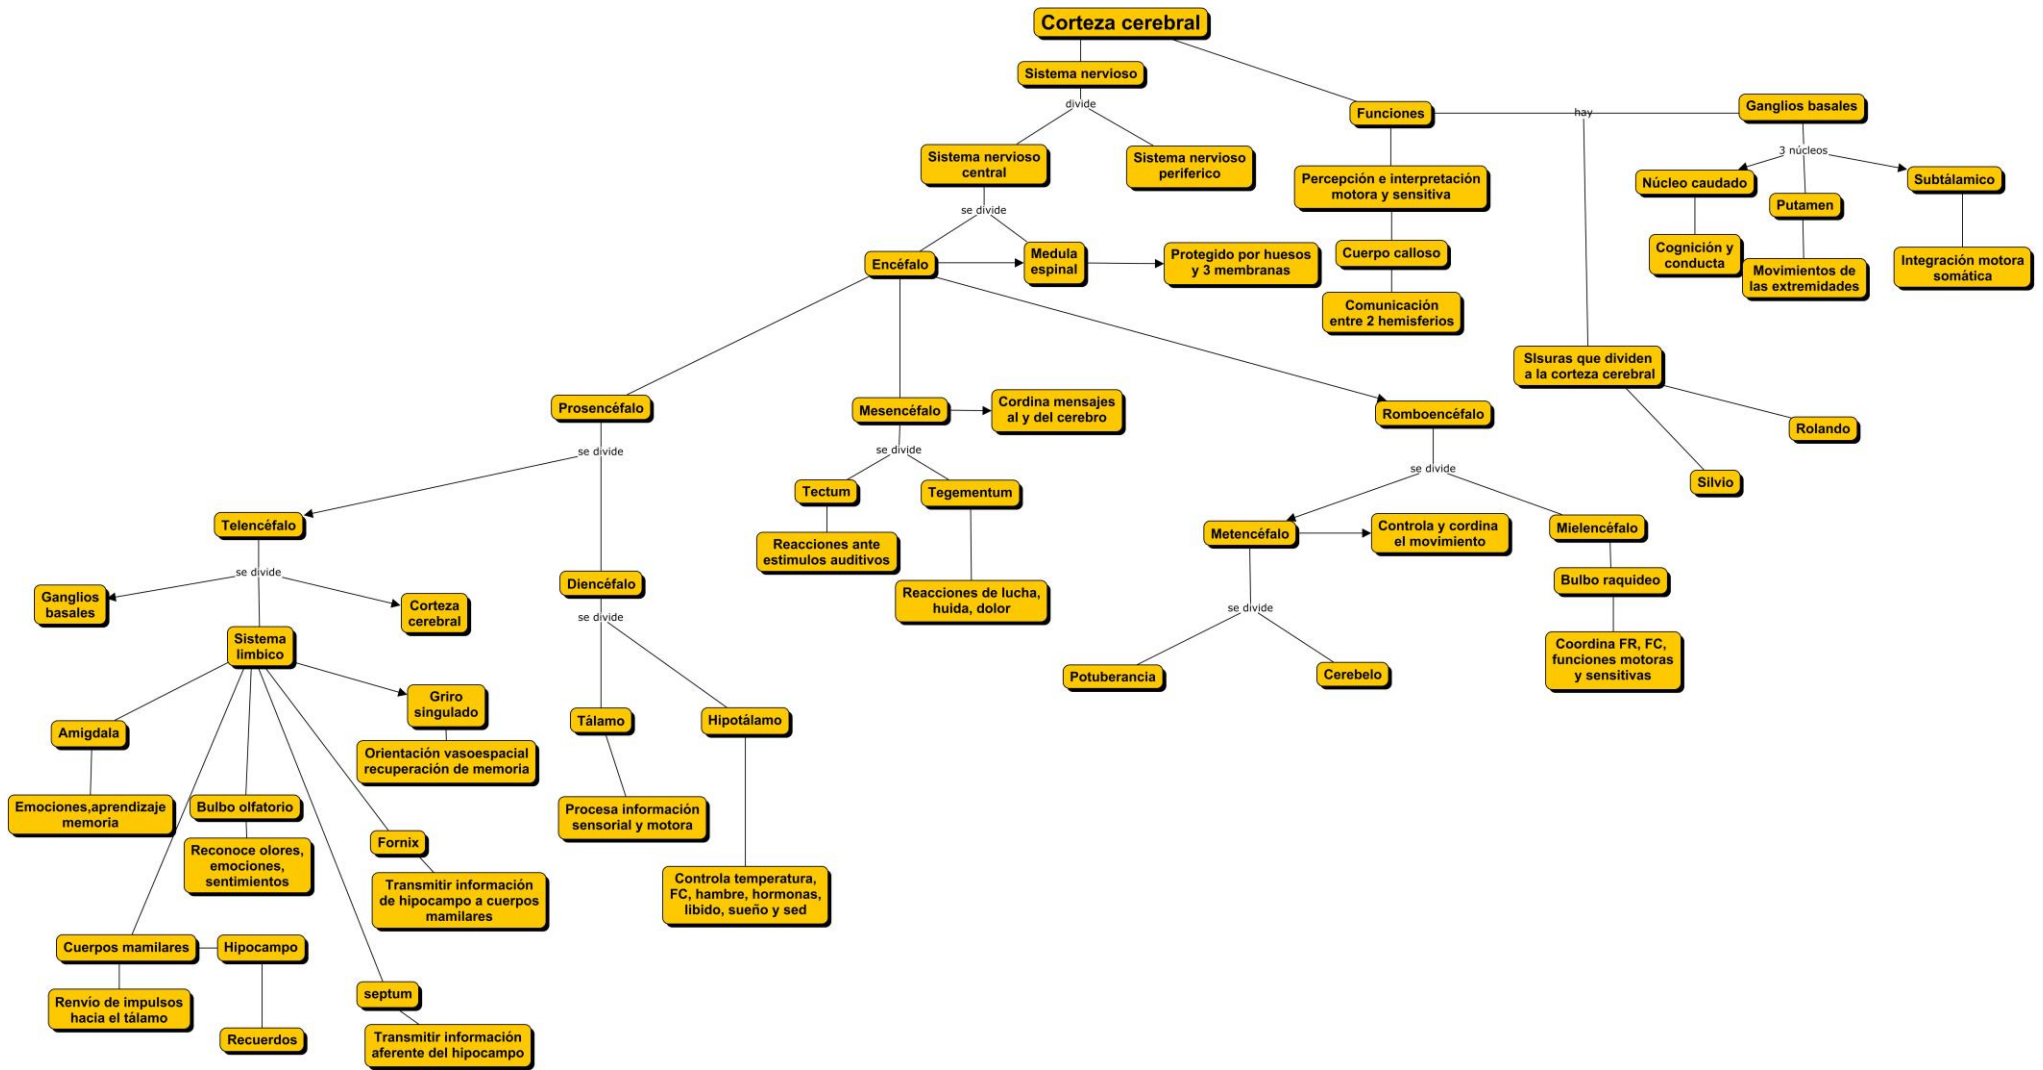 Corteza cerebral
Sistema nervioso
divide
Sistema nervioso
central
Sistema nervioso
periferico
se divide
Encéfalo
Medula
espinal
Protegido por huesos
y 3 membranas
Funciones
hay
Percepción e interpretación
motora y sensitiva
Cuerpo calloso
Comunicación
entre 2 hemisferios
Ganglios basales
3 núcleos
Núcleo caudado
Putamen
Subtálamico
Cognición y
conducta
Movimientos de
las extremidades
Integración motora
somática
SIsuras que dividen
a la corteza cerebral
Rolando
Silvio
Prosencéfalo
se divide
Mesencéfalo
Cordina mensajes
al y del cerebro
se divide
Tectum
Tegementum
Reacciones ante
estimulos auditivos
Reacciones de lucha,
huida, dolor
Romboencéfalo
se divide
Metencéfalo
Controla y cordina
el movimiento
Mielencéfalo
Bulbo raquideo
Coordina FR, FC,
funciones motoras
y sensitivas
se divide
Potuberancia
Cerebelo
Telencéfalo
se divide
Ganglios
basales
Sistema
limbico
Corteza
cerebral
Diencéfalo
se divide
Tálamo
Hipotálamo
Procesa información
sensorial y motora
Controla temperatura,
FC, hambre, hormonas,
libido, sueño y sed
Amigdala
Emociones,aprendizaje
memoria
Griro
singulado
Orientación vasoespacial
recuperación de memoria
Bulbo olfatorio
Reconoce olores,
emociones,
sentimientos
Fornix
Transmitir información
de hipocampo a cuerpos
mamilares
Cuerpos mamilares
Hipocampo
Renvío de impulsos
hacia el tálamo
Recuerdos
septum
Transmitir información
aferente del hipocampo